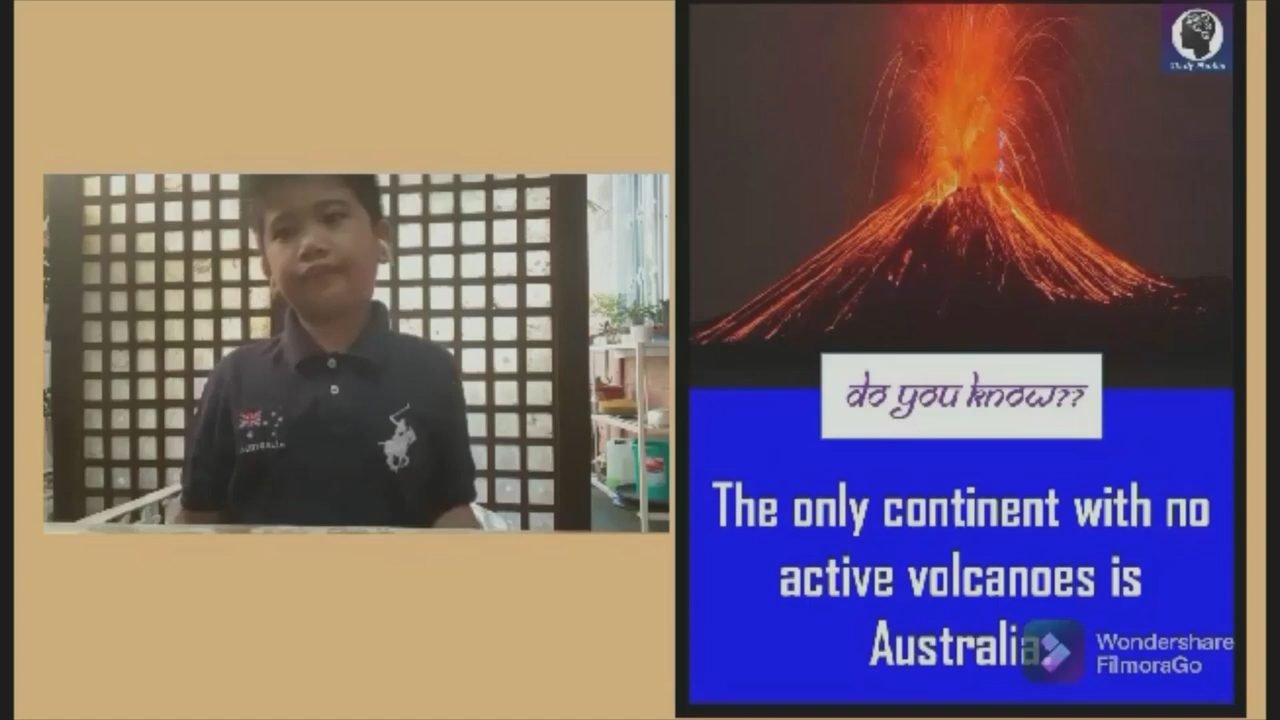 do you know??
The only continent with no
active volcanoes is
Australia
Wondershare
FilmoraGo